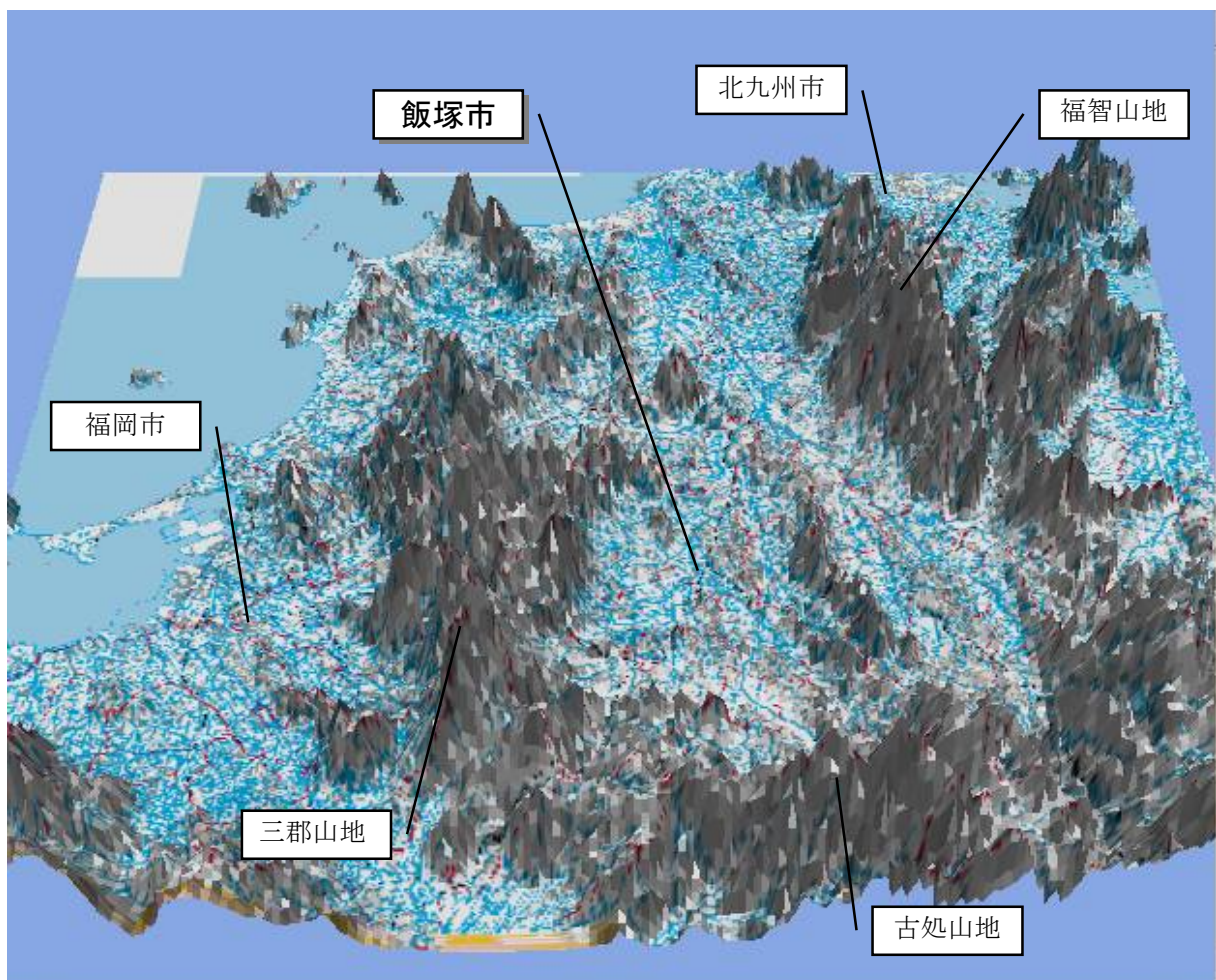 北九州市
飯塚市
福智山地
福岡市
三郡山地
古処山地